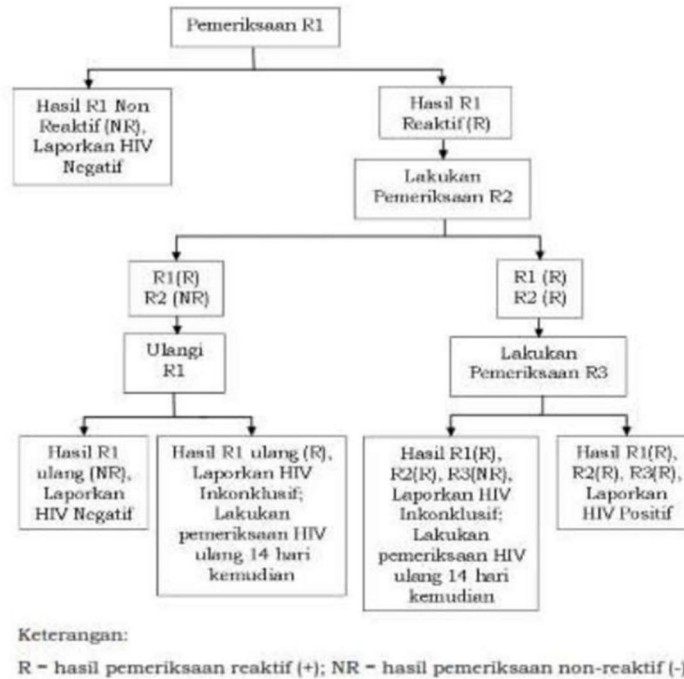 Pemeriksaan R1
Hasil R1 Non
Reaktif (NR),
Laporkan HIV
Negatif
Hasil R1
Reaktif (R)
Lakukan
Pemeriksaan R2
R1(R)
R2 (NR)
R1 (R)
R2 (R)
Ulangi
R1
Lakukan
Pemeriksaan R3
Hasil R1
ulang (NR),
Laporkan
HIV Negatif
Hasil R1 ulang (R),
Laporkan HIV
Inkonklusif;
Lakukan
pemeriksaan HIV
ulang 14 hari
kemudian
Hasil R1(R),
R2(R), R3(NR),
Laporkan HIV
Inkonklusif;
Lakukan
pemeriksaan HIV
ulang 14 hari
kemudian
Hasil R1(R),
R2(R), R3(R),
Laporkan
HIV Positif
Keterangan:
R = hasil pemeriksaan reaktif (+); NR = hasil pemeriksaan non-reaktif (-)